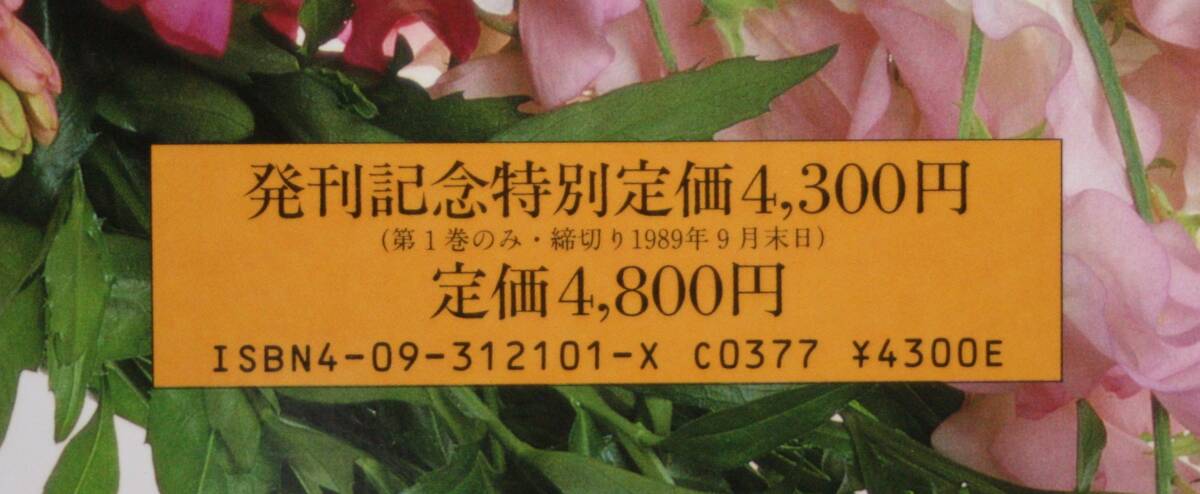 発刊記念特別定価4,300円
(第1巻のみ・締切り1989年9月末日)
定価4,800円
ISBN4-09-312101-X C0377 ¥4300E